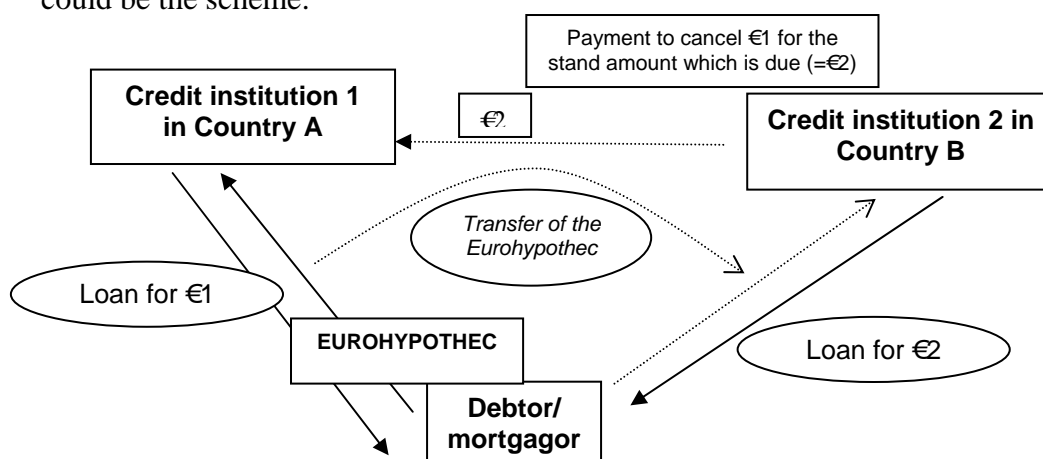 could be the scheme:
Payment to cancel €1 for the
stand amount which is due (=€2)
Credit institution 1
in Country A
€2
Credit institution 2 in
Country B
Transfer of the
Eurohypothec
Loan for €1
EUROHYPOTHEC
Loan for €2
Debtor/
mortgagor